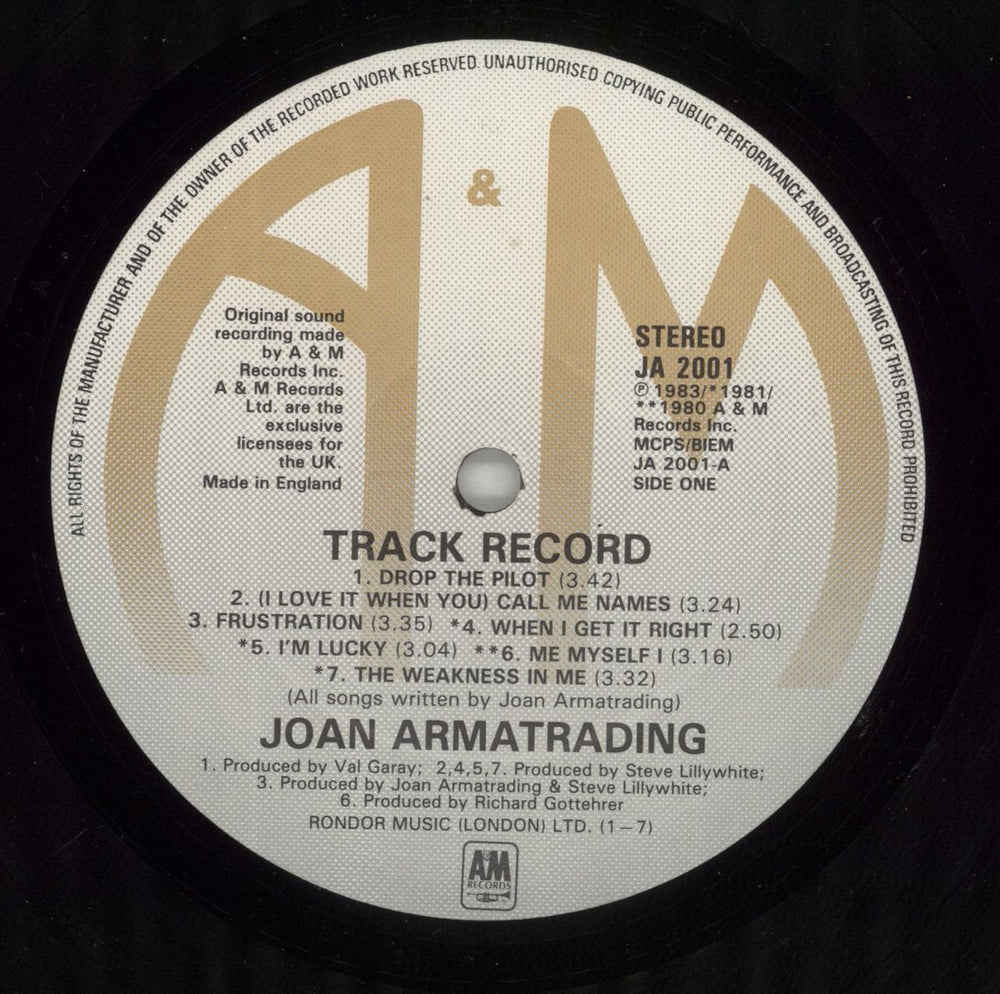 ALL RIGHTS OF THE MANUFACTURER AND OF THE OWNER OF THE RECORDED WORK RESERVED. UNAUTHORISED COPYING PUBLIC PERFORMANCE AND BROADCASTING OF THIS RECORD PROHIBITED
A & M
Original sound
recording made
by A & M
Records Inc.
A & M Records
Ltd. are the
exclusive
licensees for
the UK.
Made in England
STEREO
JA 2001
℗ 1983/*1981/
**1980 A & M
Records Inc.
MCPS/BIEM
JA 2001-A
SIDE ONE
TRACK RECORD
1. DROP THE PILOT (3.42)
2. (I LOVE IT WHEN YOU) CALL ME NAMES (3.24)
3. FRUSTRATION (3.35) *4. WHEN I GET IT RIGHT (2.50)
*5. I'M LUCKY (3.04) **6. ME MYSELF I (3.16)
*7. THE WEAKNESS IN ME (3.32)
(All songs written by Joan Armatrading)
JOAN ARMATRADING
1. Produced by Val Garay; 2,4,5,7. Produced by Steve Lillywhite;
3. Produced by Joan Armatrading & Steve Lillywhite;
6. Produced by Richard Gottehrer
RONDOR MUSIC (LONDON) LTD. (1–7)
AM
RECORDS